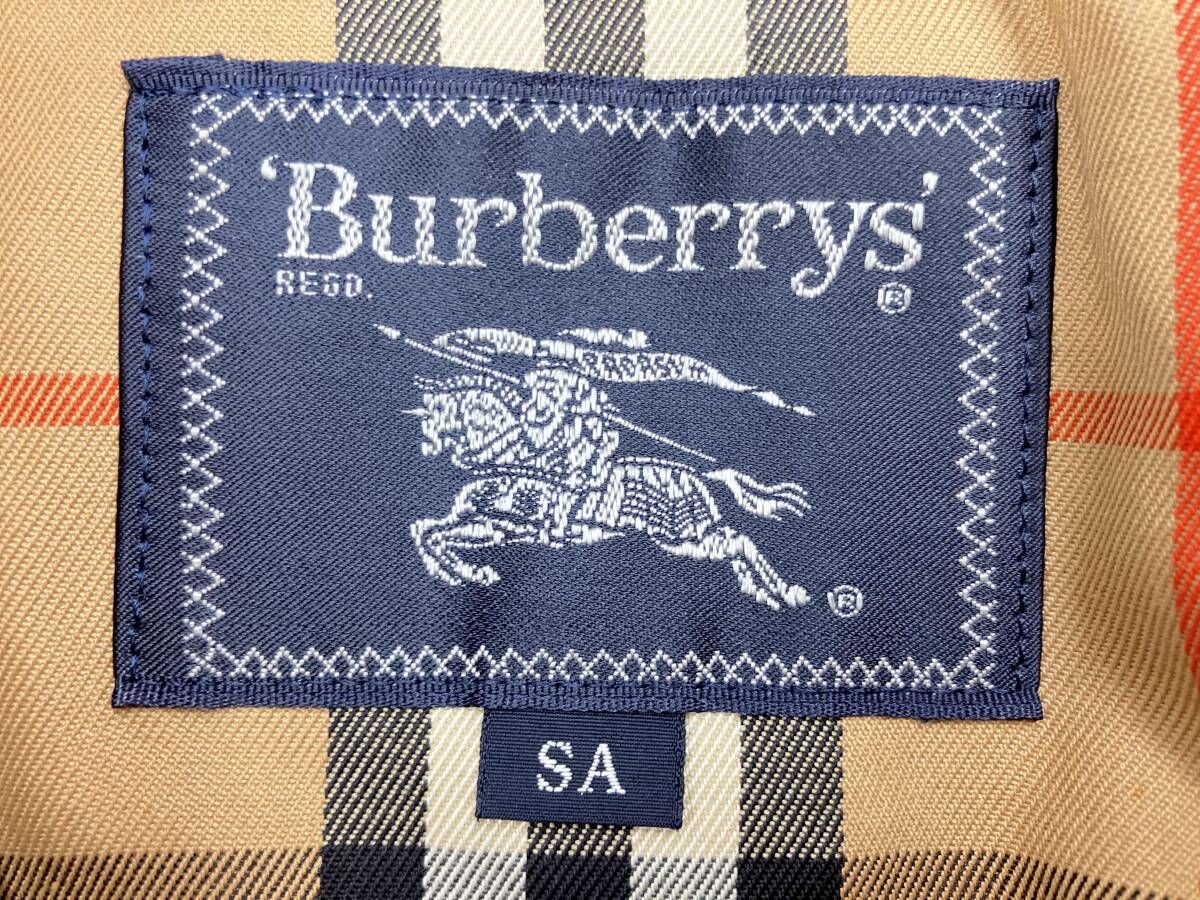 'Burberrys'
REGD. ®
®
SA